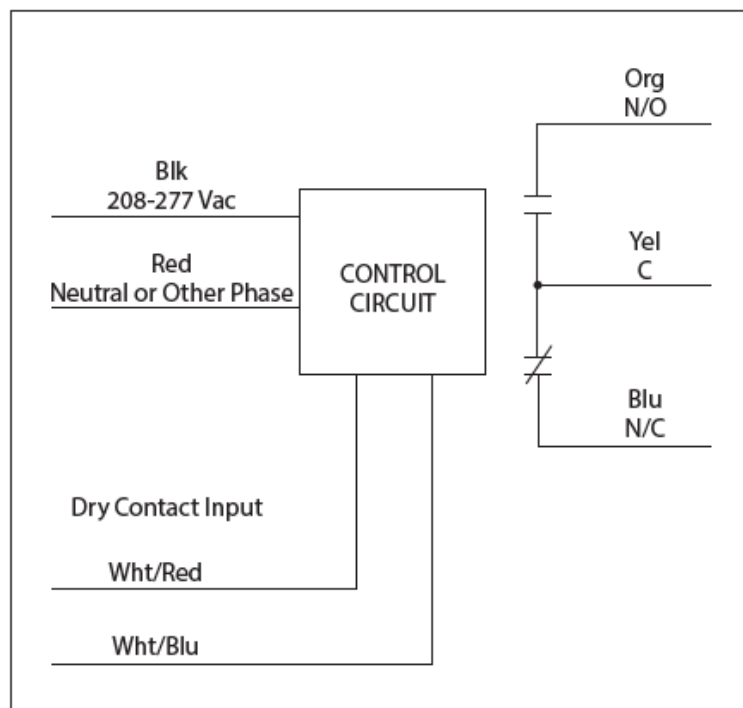 Org
N/O
Blk
208-277 Vac
Yel
C
Red
Neutral or Other Phase
CONTROL
CIRCUIT
Blu
N/C
Dry Contact Input
Wht/Red
Wht/Blu